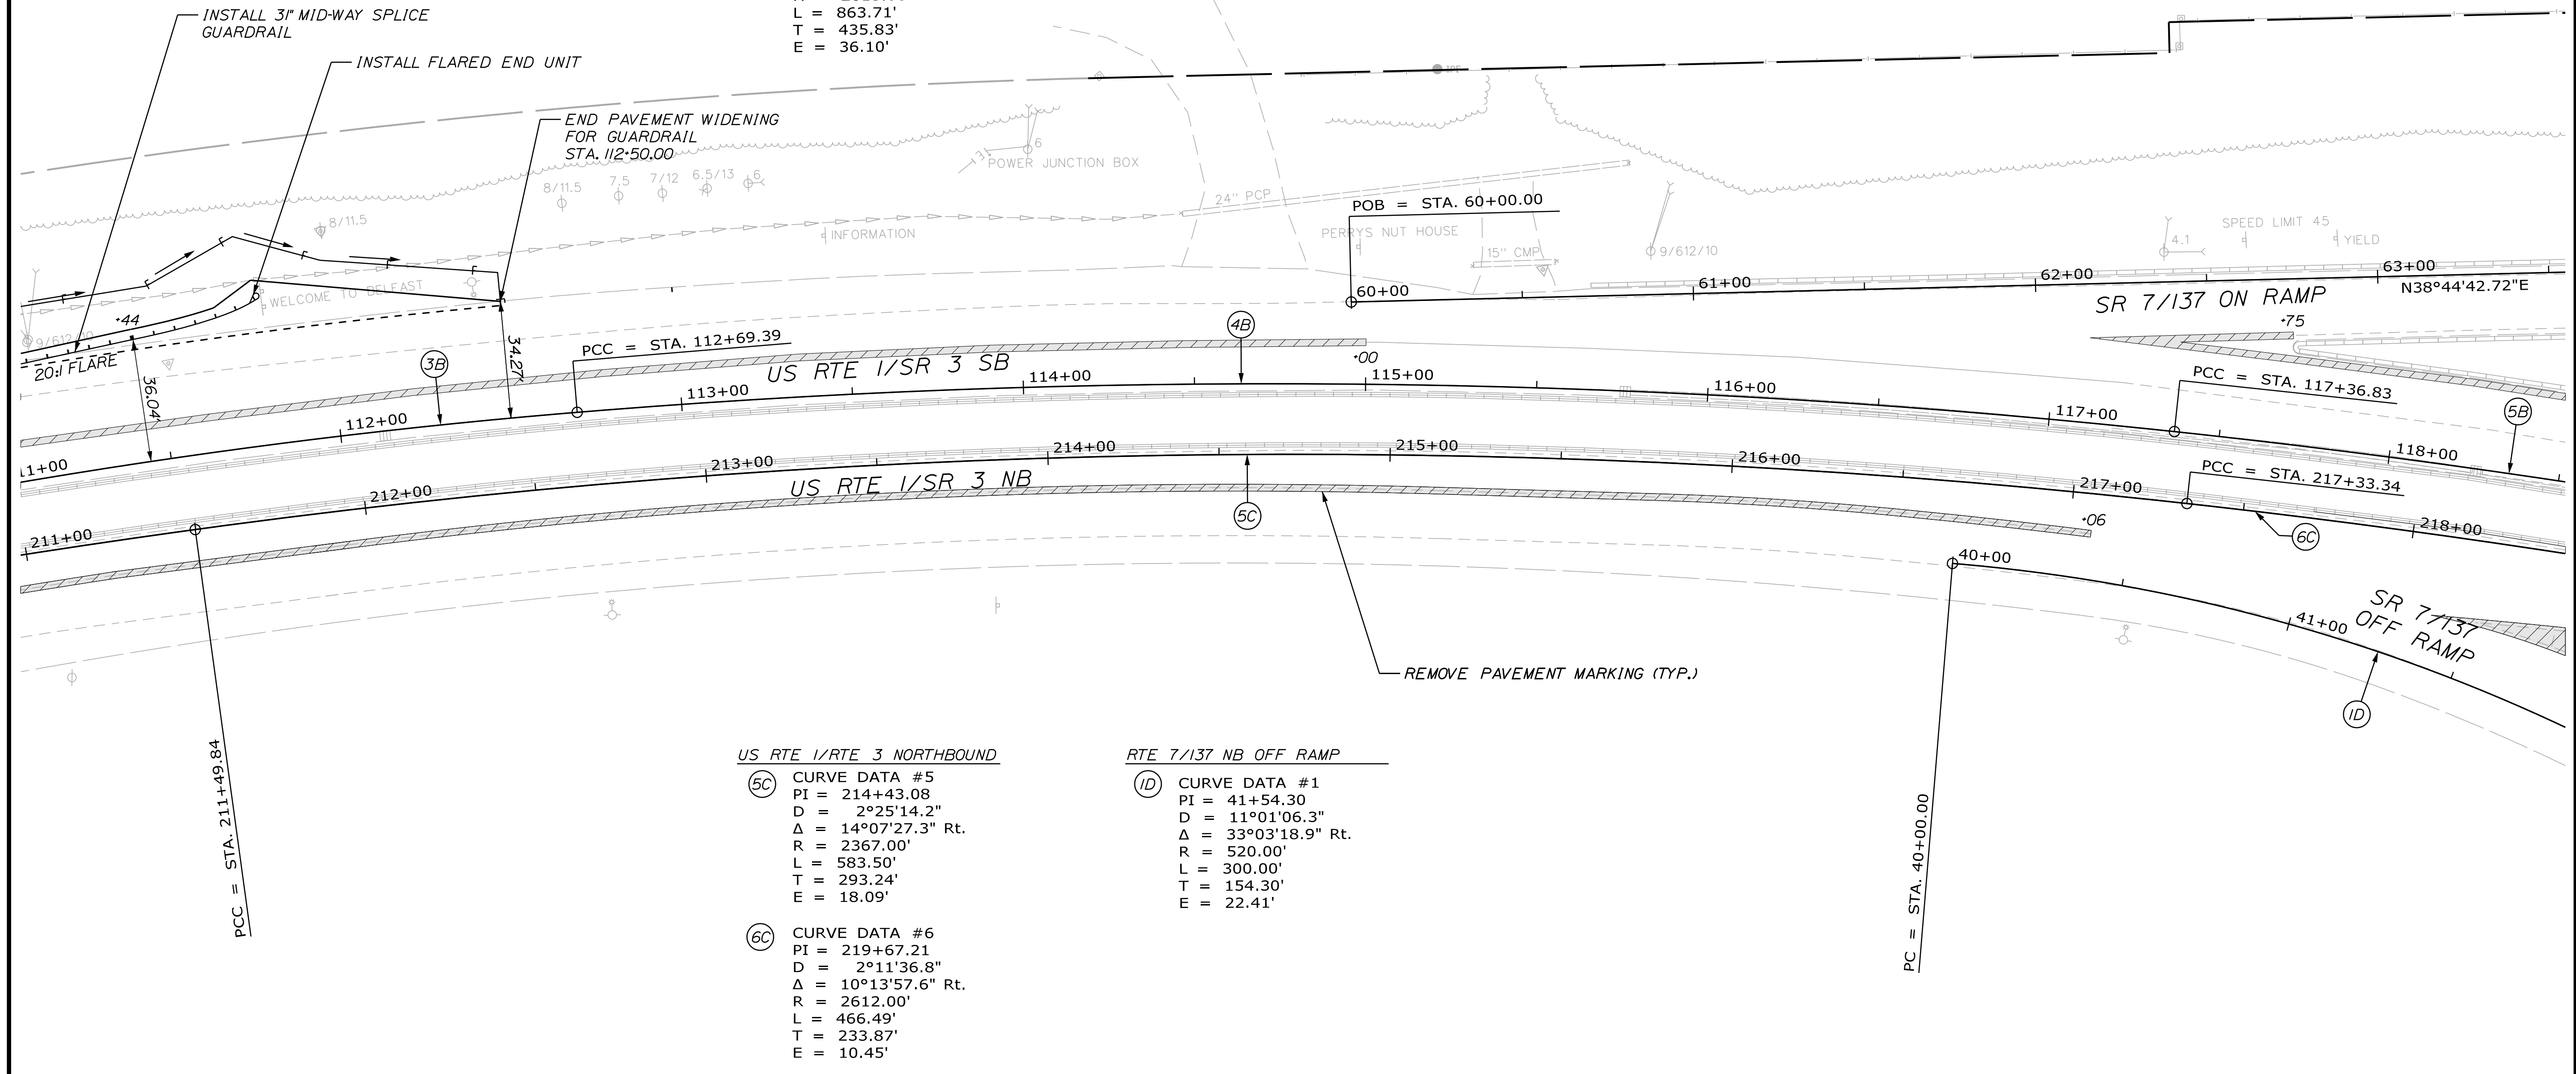 INSTALL 31" MID-WAY SPLICE
GUARDRAIL
L = 863.71'
T = 435.83'
E = 36.10'
INSTALL FLARED END UNIT
END PAVEMENT WIDENING
FOR GUARDRAIL
STA. 112+50.00
6
POWER JUNCTION BOX
8/11.5
7.5
7/12
6.5/13
6
24" PCP
POB = STA. 60+00.00
8/11.5
INFORMATION
PERRYS NUT HOUSE
15" CMP
9/612/10
4.1
SPEED LIMIT 45
YIELD
60+00
61+00
62+00
63+00
N38°44'42.72"E
SR 7/137 ON RAMP
WELCOME TO BELFAST
+44
9/612/10
20:1 FLARE
36.04'
34.27'
3B
PCC = STA. 112+69.39
4B
+00
+75
US RTE 1/SR 3 SB
PCC = STA. 117+36.83
5B
11+00
112+00
113+00
114+00
115+00
116+00
117+00
118+00
US RTE 1/SR 3 NB
PCC = STA. 217+33.34
211+00
212+00
213+00
214+00
215+00
216+00
217+00
218+00
5C
+06
6C
40+00
41+00
SR 7/137
OFF RAMP
1D
REMOVE PAVEMENT MARKING (TYP.)
PCC = STA. 211+49.84
PC = STA. 40+00.00
US RTE 1/RTE 3 NORTHBOUND
5C
CURVE DATA #5
PI = 214+43.08
D = 2°25'14.2"
Δ = 14°07'27.3" Rt.
R = 2367.00'
L = 583.50'
T = 293.24'
E = 18.09'
6C
CURVE DATA #6
PI = 219+67.21
D = 2°11'36.8"
Δ = 10°13'57.6" Rt.
R = 2612.00'
L = 466.49'
T = 233.87'
E = 10.45'
RTE 7/137 NB OFF RAMP
1D
CURVE DATA #1
PI = 41+54.30
D = 11°01'06.3"
Δ = 33°03'18.9" Rt.
R = 520.00'
L = 300.00'
T = 154.30'
E = 22.41'